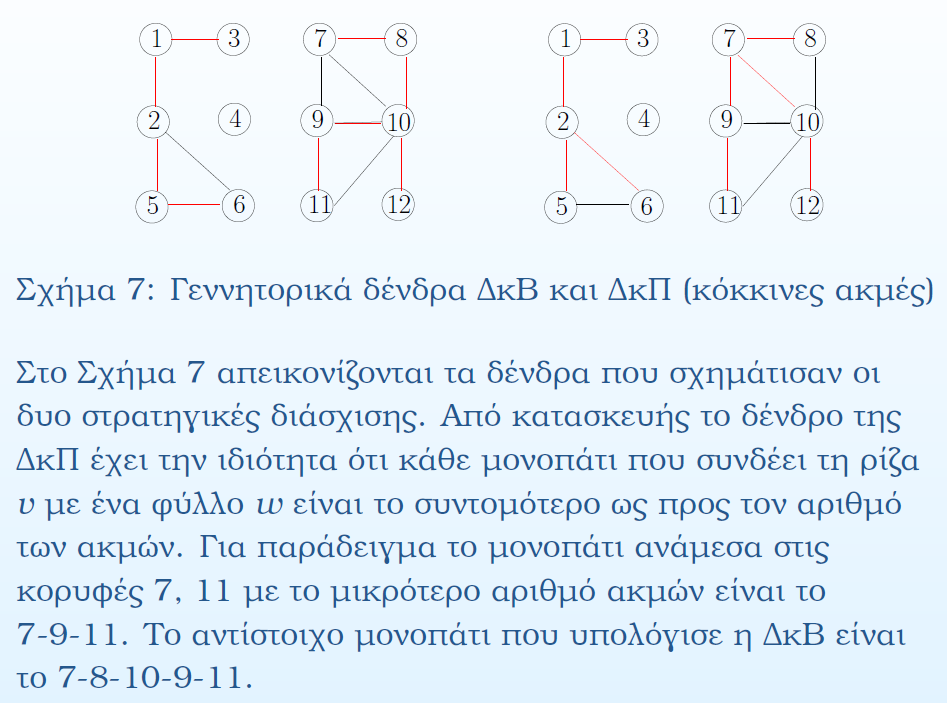 1 3 7 8 1 3 7 8
2 4 9 10 2 4 9 10
5 6 11 12 5 6 11 12
Σχήμα 7: Γεννητορικά δένδρα ΔκΒ και ΔκΠ (κόκκινες ακμές)
Στο Σχήμα 7 απεικονίζονται τα δένδρα που σχημάτισαν οι
δυο στρατηγικές διάσχισης. Από κατασκευής το δένδρο της
ΔκΠ έχει την ιδιότητα ότι κάθε μονοπάτι που συνδέει τη ρίζα
v με ένα φύλλο w είναι το συντομότερο ως προς τον αριθμό
των ακμών. Για παράδειγμα το μονοπάτι ανάμεσα στις
κορυφές 7, 11 με το μικρότερο αριθμό ακμών είναι το
7-9-11. Το αντίστοιχο μονοπάτι που υπολόγισε η ΔκΒ είναι
το 7-8-10-9-11.